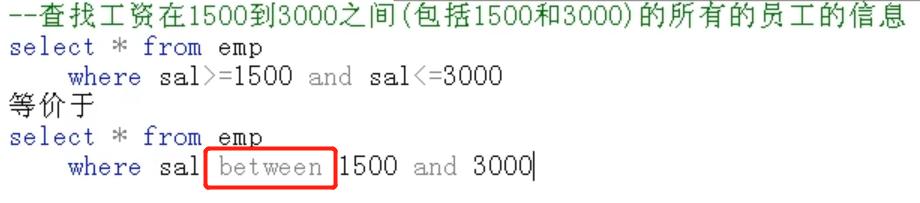 --查找工资在1500到3000之间(包括1500和3000)的所有的员工的信息
select * from emp
where sal>=1500 and sal<=3000
等价于
select * from emp
where sal between 1500 and 3000